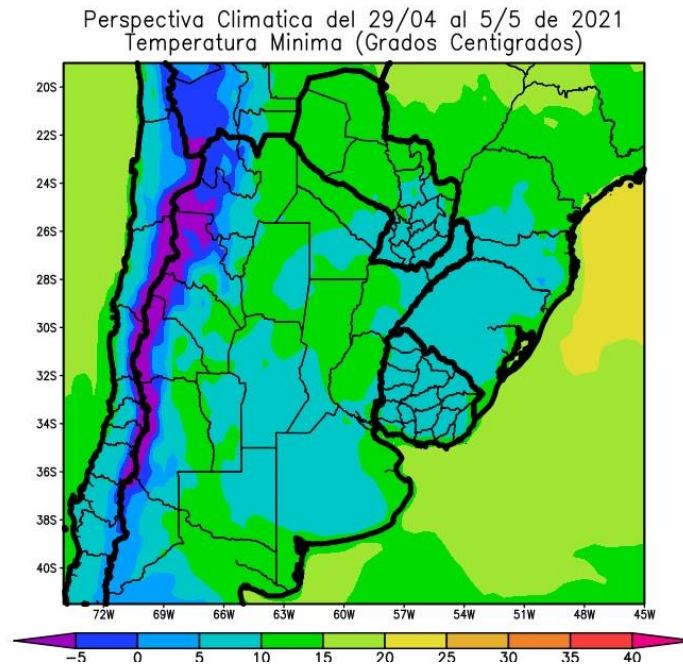 Perspectiva Climatica del 29/04 al 5/5 de 2021
Temperatura Minima (Grados Centigrados)
20S
22S
24S
26S
28S
30S
32S
34S
36S
38S
40S
72W 69W 66W 63W 60W 57W 54W 51W 48W 45W
-5 0 5 10 15 20 25 30 35 40